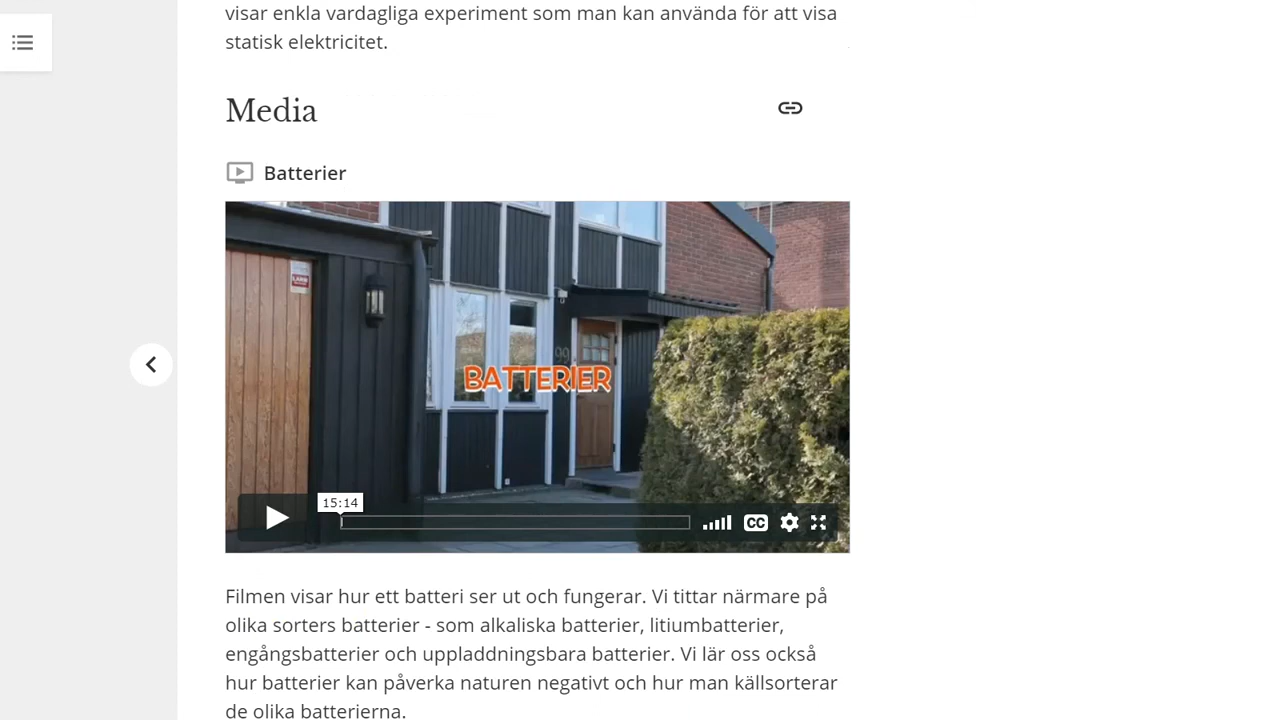 visar enkla vardagliga experiment som man kan använda för att visa
statisk elektricitet.
Media
Batterier
99
BATTERIER
15:14
CC
Filmen visar hur ett batteri ser ut och fungerar. Vi tittar närmare på
olika sorters batterier - som alkaliska batterier, litiumbatterier,
engångsbatterier och uppladdningsbara batterier. Vi lär oss också
hur batterier kan påverka naturen negativt och hur man källsorterar
de olika batterierna.